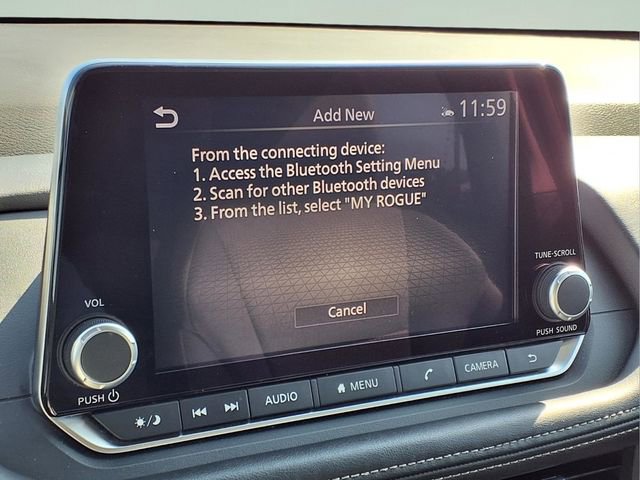 Add New
11:59
From the connecting device:
1. Access the Bluetooth Setting Menu
2. Scan for other Bluetooth devices
3. From the list, select "MY ROGUE"
Cancel
TUNE·SCROLL
PUSH SOUND
VOL
PUSH
AUDIO
MENU
CAMERA